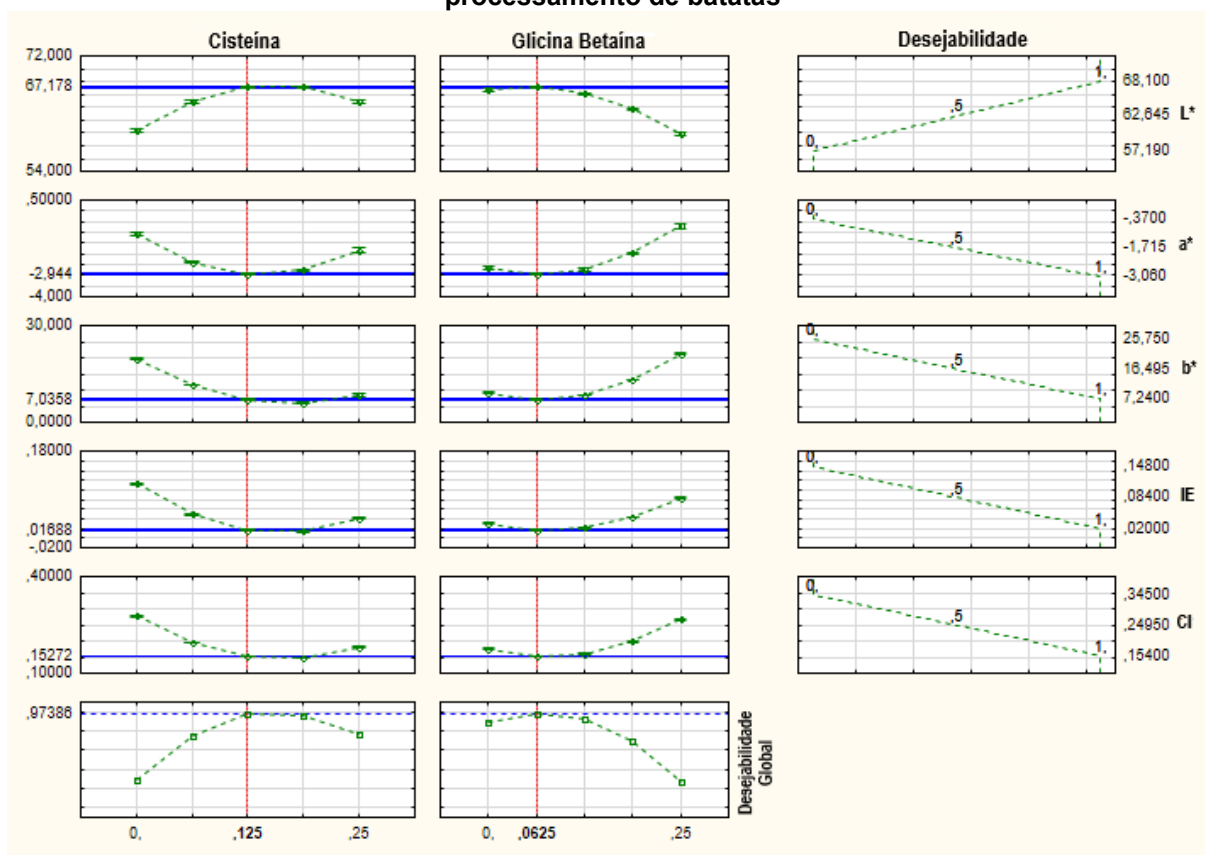 processamento de batatas
Cisteína Glicina Betaína Desejabilidade
72,000
67,178
54,000
0, ,5 1,
68,100
62,645 L*
57,190
,50000
-2,944
-4,000
0, ,5 1,
-,3700
-1,715 a*
-3,060
30,000
7,0358
0,0000
0, ,5 1,
25,750
16,495 b*
7,2400
,18000
,01688
-,0200
0, ,5 1,
,14800
,08400 IE
,02000
,40000
,15272
,10000
0, ,5 1,
,34500
,24950 CI
,15400
,97386
Desejabilidade
Global
0, ,125 ,25 0, ,0625 ,25